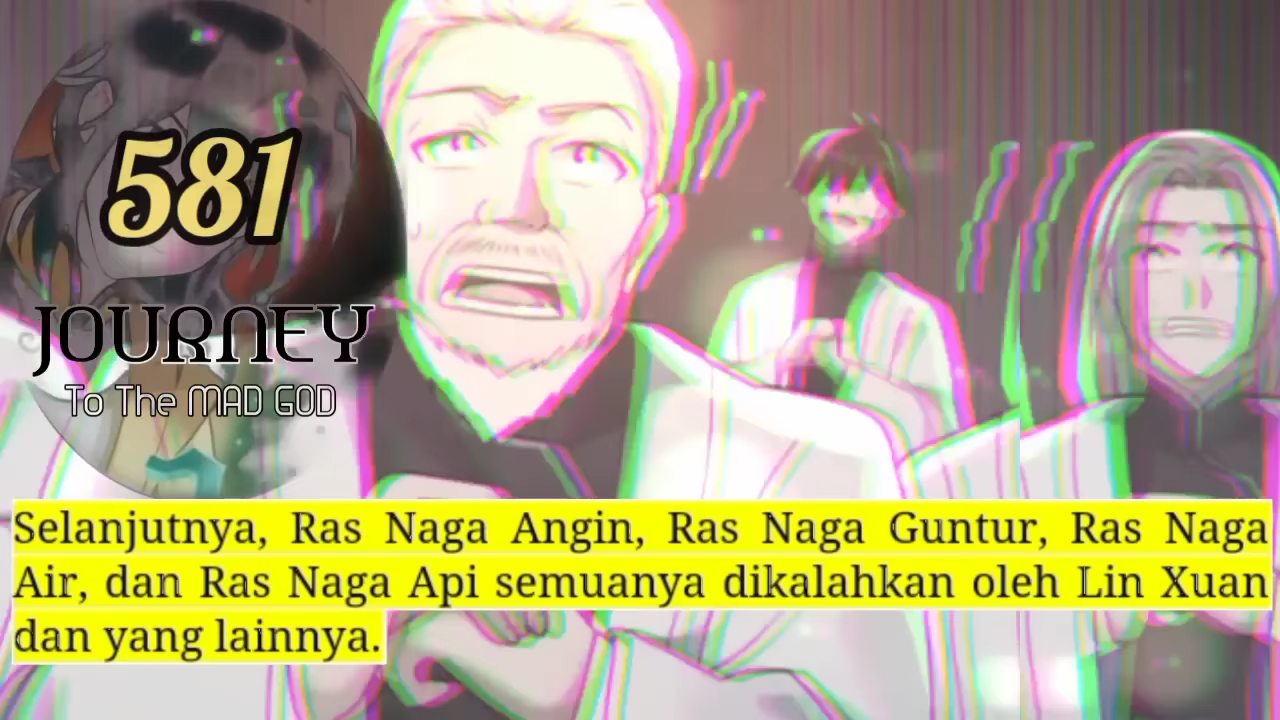 581
JOURNEY
To The MAD GOD
Selanjutnya, Ras Naga Angin, Ras Naga Guntur, Ras Naga
Air, dan Ras Naga Api semuanya dikalahkan oleh Lin Xuan
dan yang lainnya.